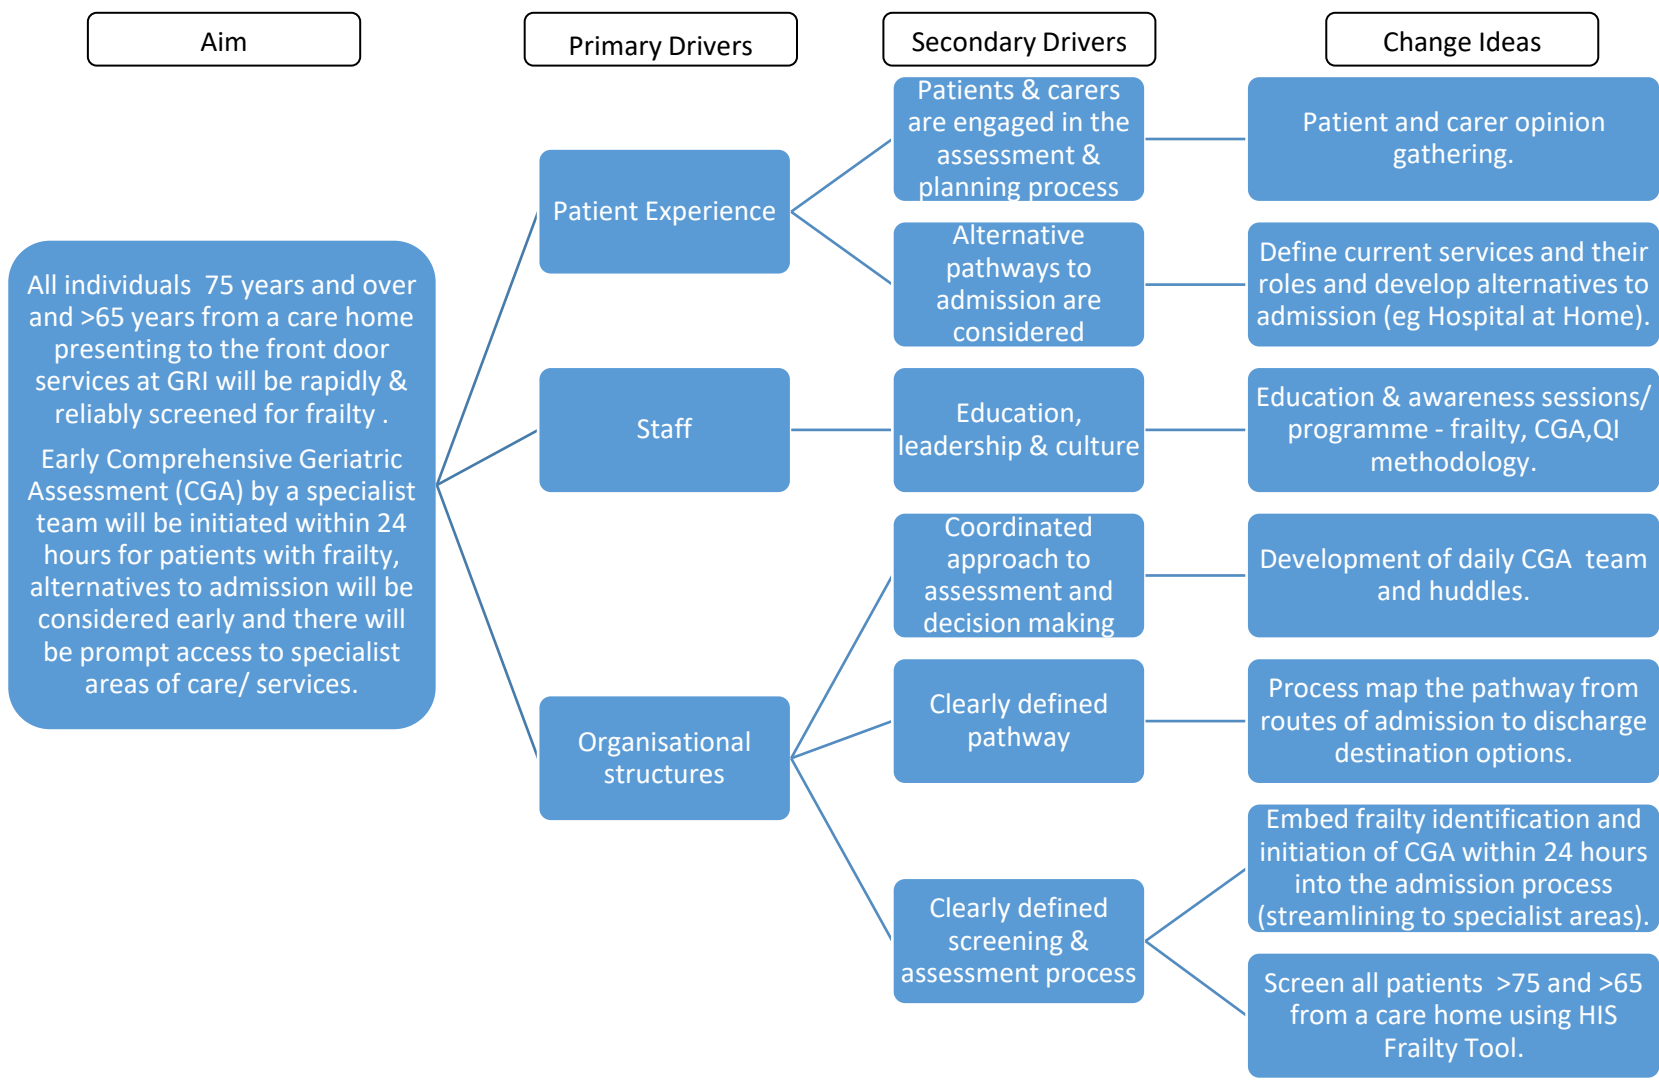 Aim
Primary Drivers
Secondary Drivers
Change Ideas
All individuals  75 years and over
and >65 years from a care home
presenting to the front door
services at GRI will be rapidly &
reliably screened for frailty .
Early Comprehensive Geriatric
Assessment (CGA) by a specialist
team will be initiated within 24
hours for patients with frailty,
alternatives to admission will be
considered early and there will
be prompt access to specialist
areas of care/ services.
Patient Experience
Patients & carers
are engaged in the
assessment &
planning process
Patient and carer opinion
gathering.
Alternative
pathways to
admission are
considered
Define current services and their
roles and develop alternatives to
admission (eg Hospital at Home).
Staff
Education,
leadership & culture
Education & awareness sessions/
programme - frailty, CGA,QI
methodology.
Organisational
structures
Coordinated
approach to
assessment and
decision making
Development of daily CGA  team
and huddles.
Clearly defined
pathway
Process map the pathway from
routes of admission to discharge
destination options.
Clearly defined
screening &
assessment process
Embed frailty identification and
initiation of CGA within 24 hours
into the admission process
(streamlining to specialist areas).
Screen all patients  >75 and >65
from a care home using HIS
Frailty Tool.